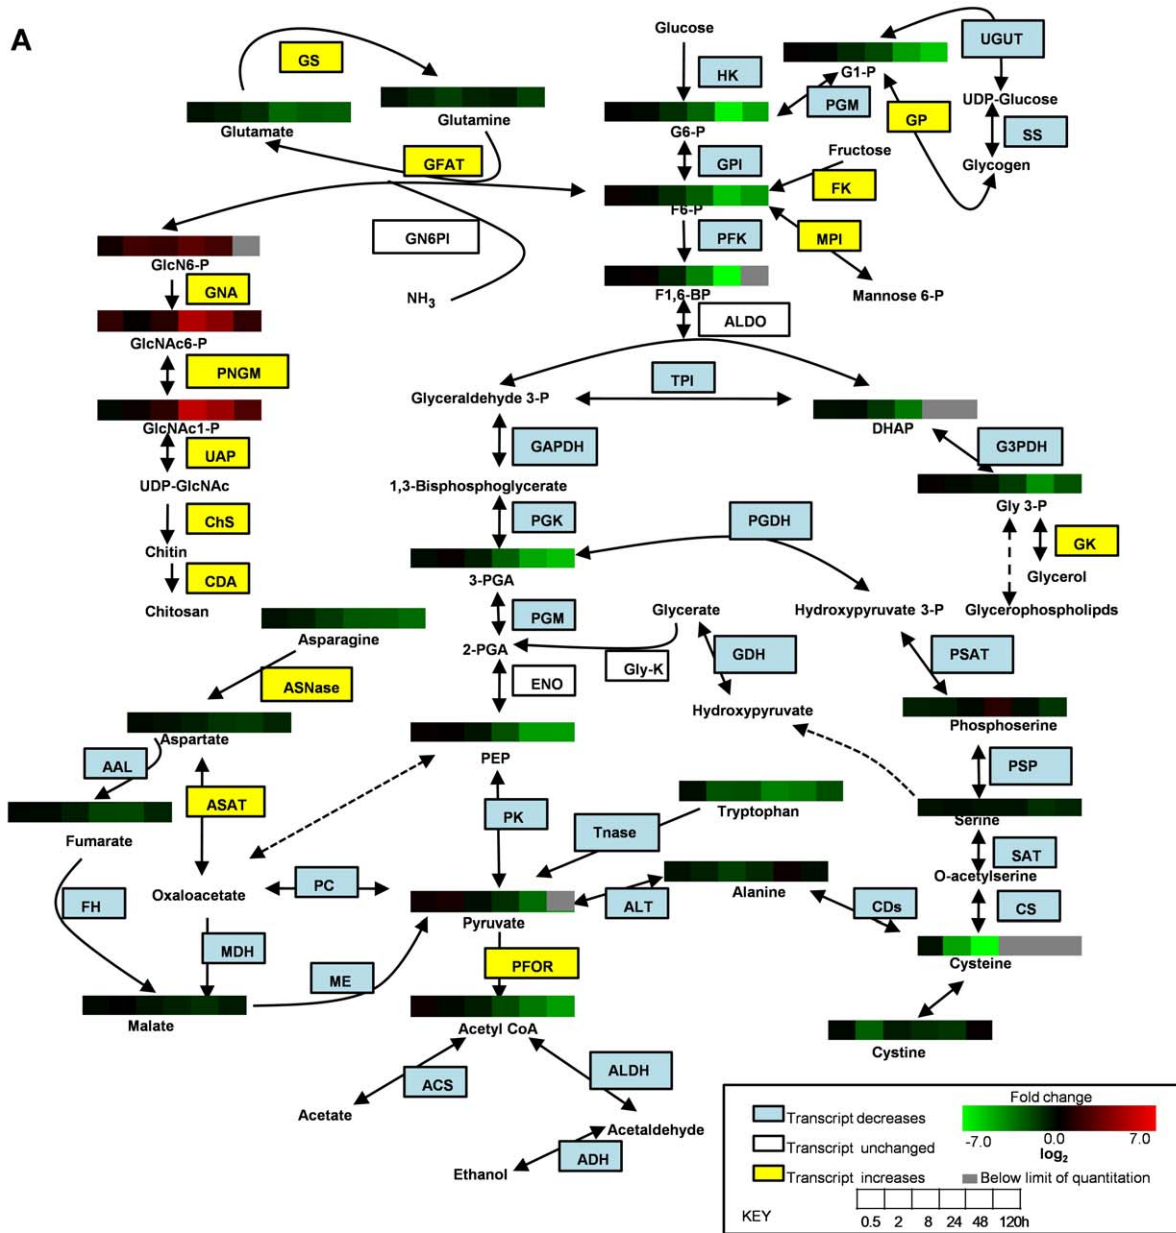 A
Glucose
GS
UGUT
HK
G1-P
PGM
UDP-Glucose
Glutamate
Glutamine
G6-P
GP
SS
GFAT
GPI
Fructose
Glycogen
FK
F6-P
GN6PI
PFK
MPI
GlcN6-P
GNA
NH3
F1,6-BP
Mannose 6-P
ALDO
GlcNAc6-P
PNGM
TPI
Glyceraldehyde 3-P
GlcNAc1-P
DHAP
UAP
GAPDH
G3PDH
UDP-GlcNAc
1,3-Bisphosphoglycerate
Gly 3-P
ChS
PGK
PGDH
GK
Chitin
CDA
3-PGA
Glycerol
Chitosan
Glycerate
Hydroxypyruvate 3-P
Glycerophospholipds
PGM
Asparagine
2-PGA
Gly-K
GDH
PSAT
ASNase
ENO
Hydroxypyruvate
Phosphoserine
Aspartate
PEP
AAL
PSP
ASAT
PK
Tnase
Tryptophan
Serine
Fumarate
SAT
O-acetylserine
PC
Oxaloacetate
ALT
Alanine
CDs
CS
FH
Pyruvate
MDH
PFOR
Cysteine
ME
Malate
Acetyl CoA
Cystine
ACS
ALDH
Acetate
Acetaldehyde
ADH
Ethanol
Transcript decreases
Transcript unchanged
Transcript increases
Fold change
-7.0 0.0 7.0
log2
Below limit of quantitation
KEY
0.5 2 8 24 48 120h